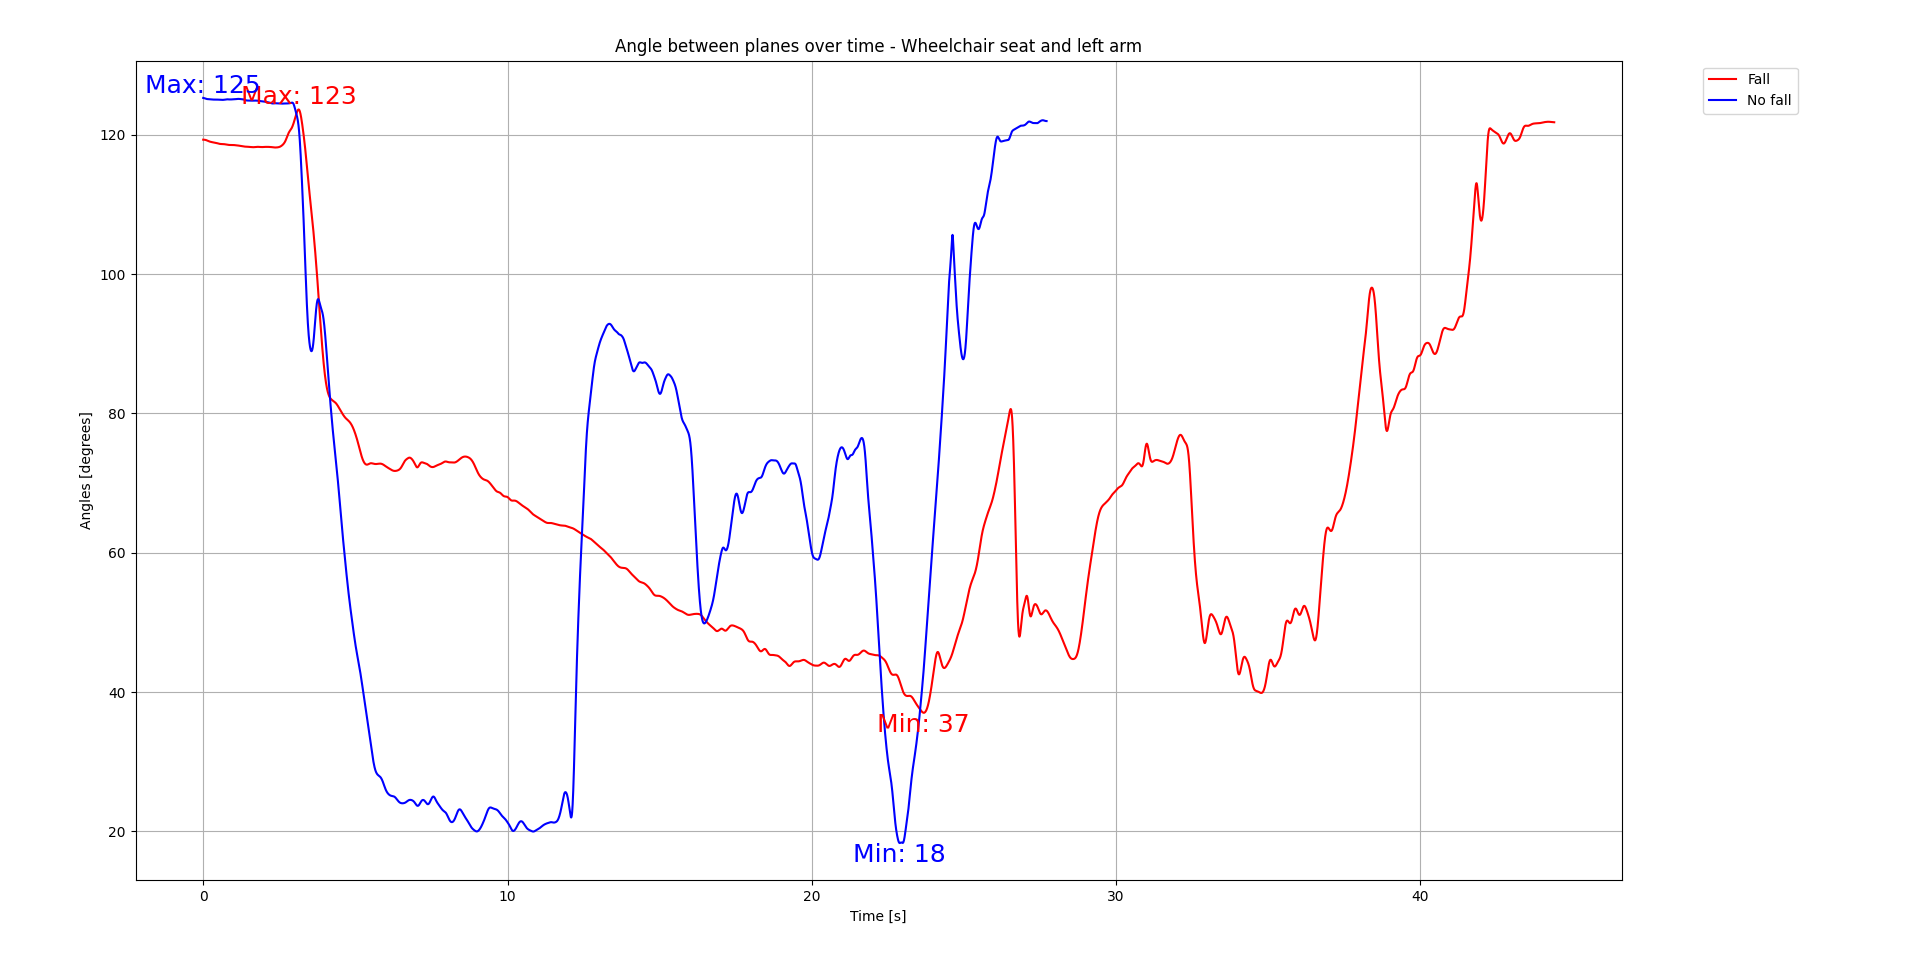 Angle between planes over time - Wheelchair seat and left arm
Max: 125
Max: 123
Fall
No fall
120
100
80
60
40
20
Angles [degrees]
Min: 37
Min: 18
0 10 20 30 40
Time [s]